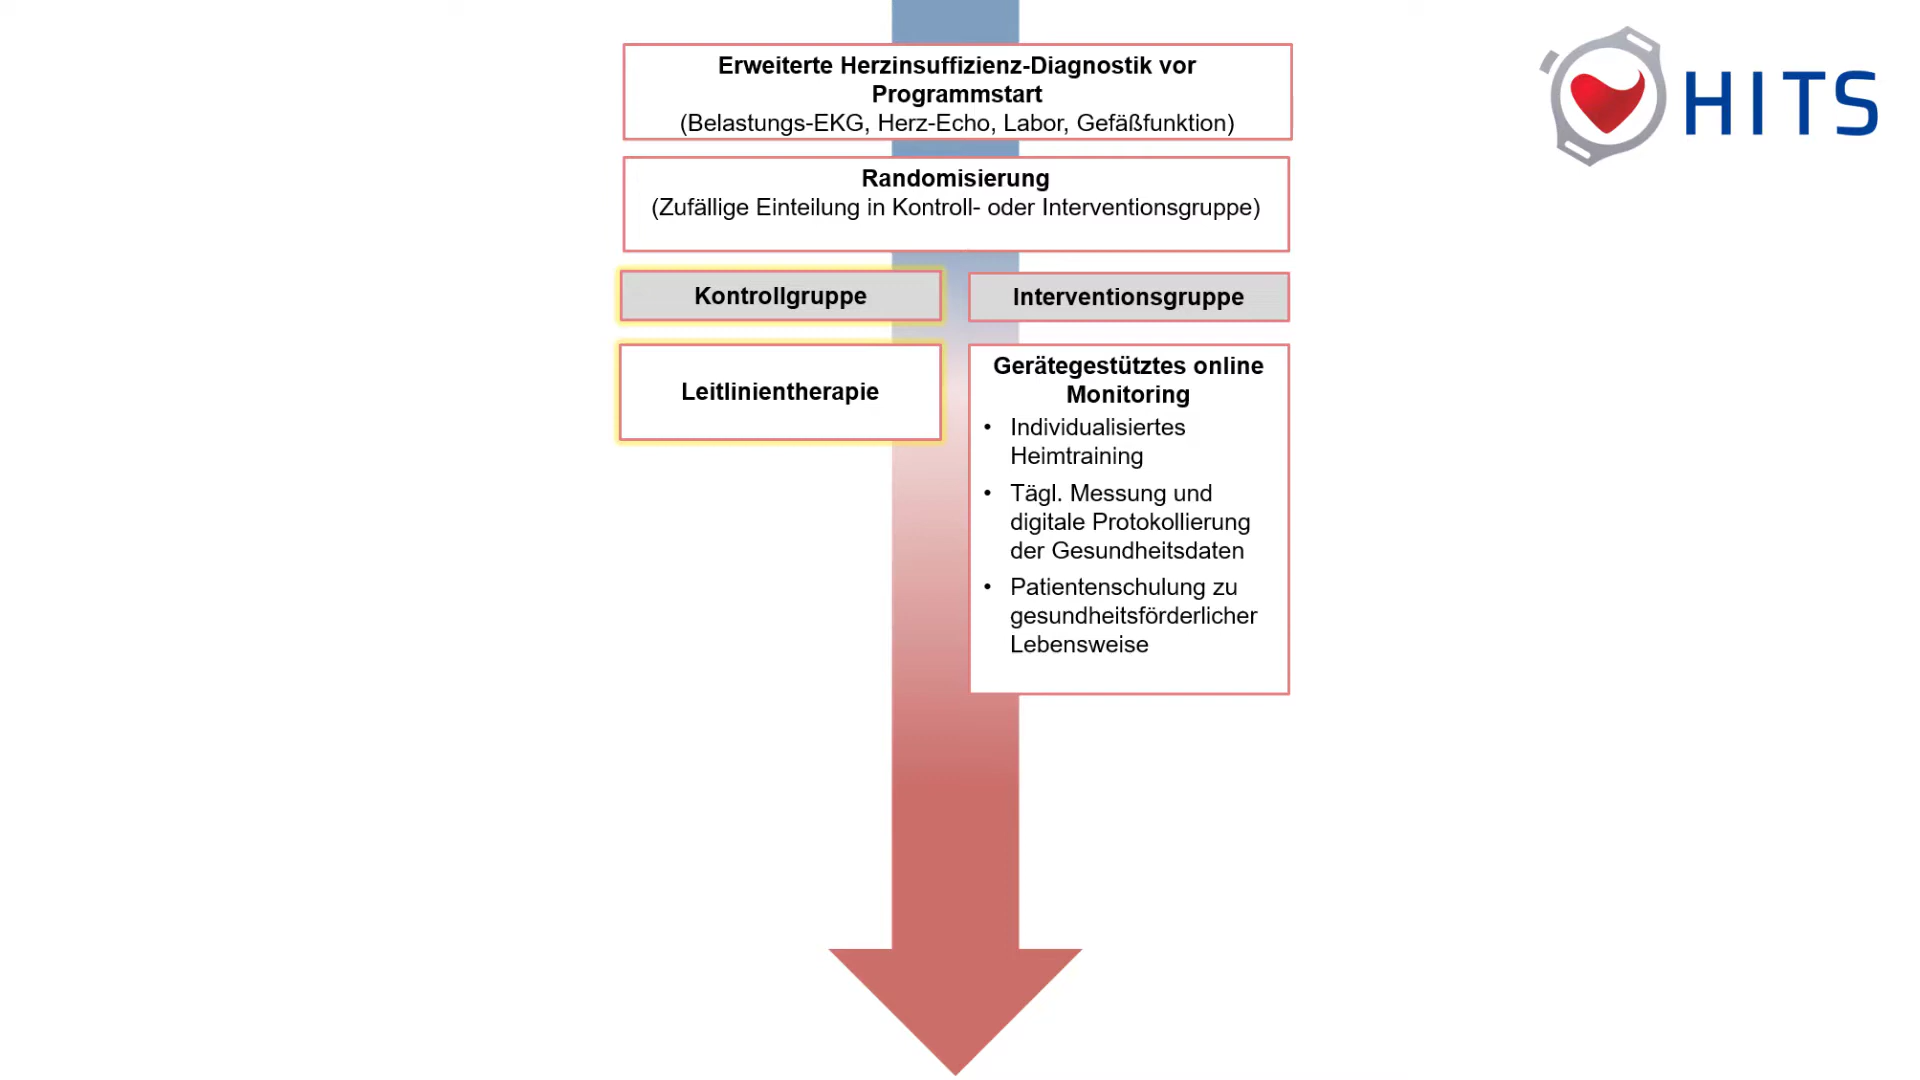 Erweiterte Herzinsuffizienz-Diagnostik vor
Programmstart
(Belastungs-EKG, Herz-Echo, Labor, Gefäßfunktion)
HITS
Randomisierung
(Zufällige Einteilung in Kontroll- oder Interventionsgruppe)
Kontrollgruppe
Interventionsgruppe
Leitlinientherapie
Gerätegestütztes online
Monitoring
• Individualisiertes
Heimtraining
• Tägl. Messung und
digitale Protokollierung
der Gesundheitsdaten
• Patientenschulung zu
gesundheitsförderlicher
Lebensweise